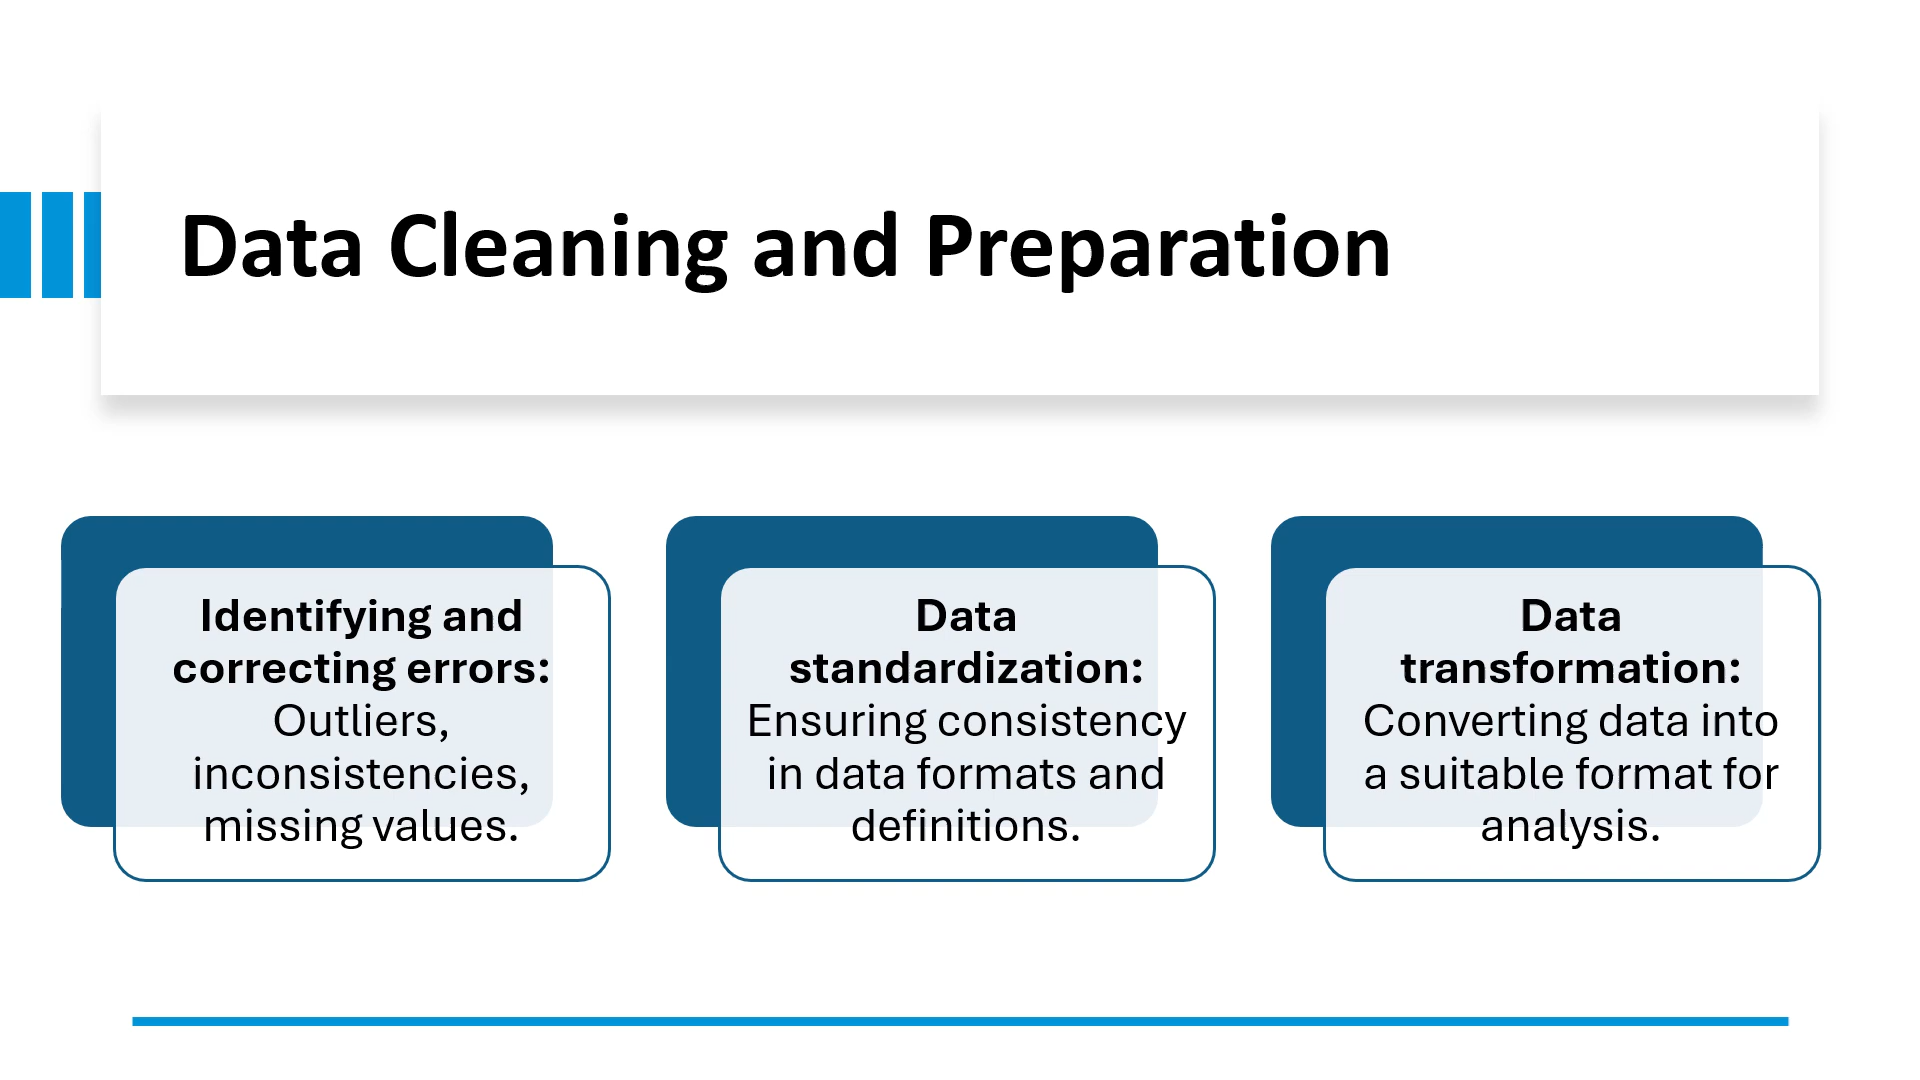 Data Cleaning and Preparation
Identifying and
correcting errors:
Outliers,
inconsistencies,
missing values.
Data
standardization:
Ensuring consistency
in data formats and
definitions.
Data
transformation:
Converting data into
a suitable format for
analysis.